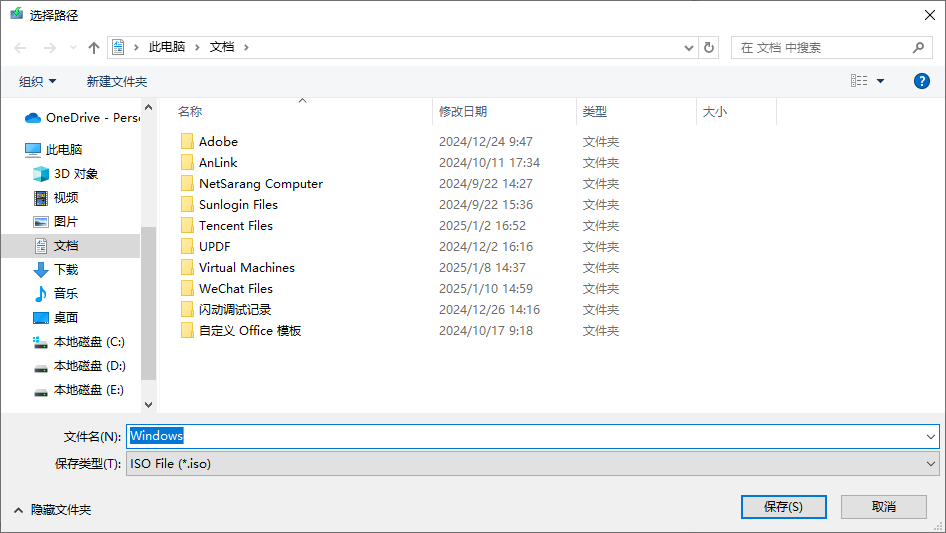 选择路径
此电脑 文档
在 文档 中搜索
组织 新建文件夹
名称 修改日期 类型 大小
OneDrive - Pers
此电脑
3D 对象
视频
图片
文档
下载
音乐
桌面
本地磁盘 (C:)
本地磁盘 (D:)
本地磁盘 (E:)
Adobe 2024/12/24 9:47 文件夹
AnLink 2024/10/11 17:34 文件夹
NetSarang Computer 2024/9/22 14:27 文件夹
Sunlogin Files 2024/9/22 15:36 文件夹
Tencent Files 2025/1/2 16:52 文件夹
UPDF 2024/12/2 16:16 文件夹
Virtual Machines 2025/1/8 14:37 文件夹
WeChat Files 2025/1/10 14:59 文件夹
闪动调试记录 2024/12/26 14:16 文件夹
自定义 Office 模板 2024/10/17 9:18 文件夹
文件名(N): Windows
保存类型(T): ISO File (*.iso)
隐藏文件夹 保存(S) 取消